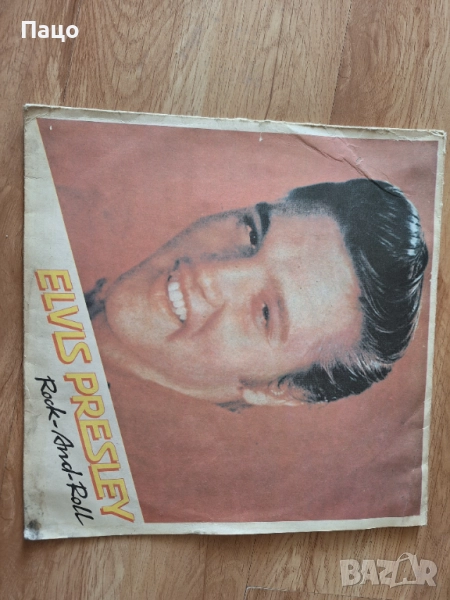 Пацо
ELVIS PRESLEY
Rock-And-Roll
BAZAR